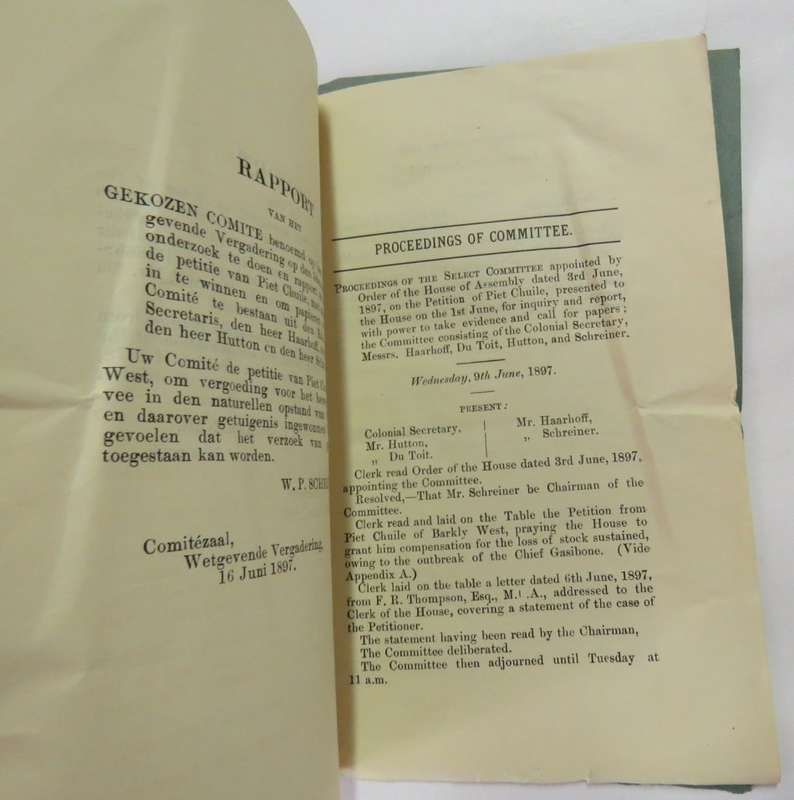 RAPPORT
VAN HET
GEKOZEN COMITE benoemd
gevende Vergadering op den
onderzoek te doen en rapport
de petitie van Piet Chuile,
in te winnen en om papieren
Comité te bestaan uit den
Secretaris, den heer Haarhoff,
den heer Hutton en den heer
Uw Comité de petitie van Piet
West, om vergoeding voor het
vee in den naturellen opstand van
en daarover getuigenis ingewonnen
gevoelen dat het verzoek van
toegestaan kan worden.
W. P.
Comitézaal,
Wetgevende Vergadering,
16 Juni 1897.
PROCEEDINGS OF COMMITTEE.
PROCEEDINGS OF THE SELECT COMMITTEE appointed by
Order of the House of Assembly dated 3rd June,
1897, on the Petition of Piet Chuile, presented to
the House on the 1st June, for inquiry and report,
with power to take evidence and call for papers;
the Committee consisting of the Colonial Secretary,
Messrs. Haarhoff, Du Toit, Hutton, and Schreiner.
Wednesday, 9th June, 1897.
PRESENT:
Colonial Secretary, Mr. Haarhoff,
Mr. Hutton, „ Schreiner.
„ Du Toit.
Clerk read Order of the House dated 3rd June, 1897,
appointing the Committee.
Resolved,—That Mr. Schreiner be Chairman of the
Committee.
Clerk read and laid on the Table the Petition from
Piet Chuile of Barkly West, praying the House to
grant him compensation for the loss of stock sustained,
owing to the outbreak of the Chief Gasibone. (Vide
Appendix A.)
Clerk laid on the table a letter dated 6th June, 1897,
from F. R. Thompson, Esq., M. .A., addressed to the
Clerk of the House, covering a statement of the case of
the Petitioner.
The statement having been read by the Chairman,
The Committee deliberated.
The Committee then adjourned until Tuesday at
11 a.m.